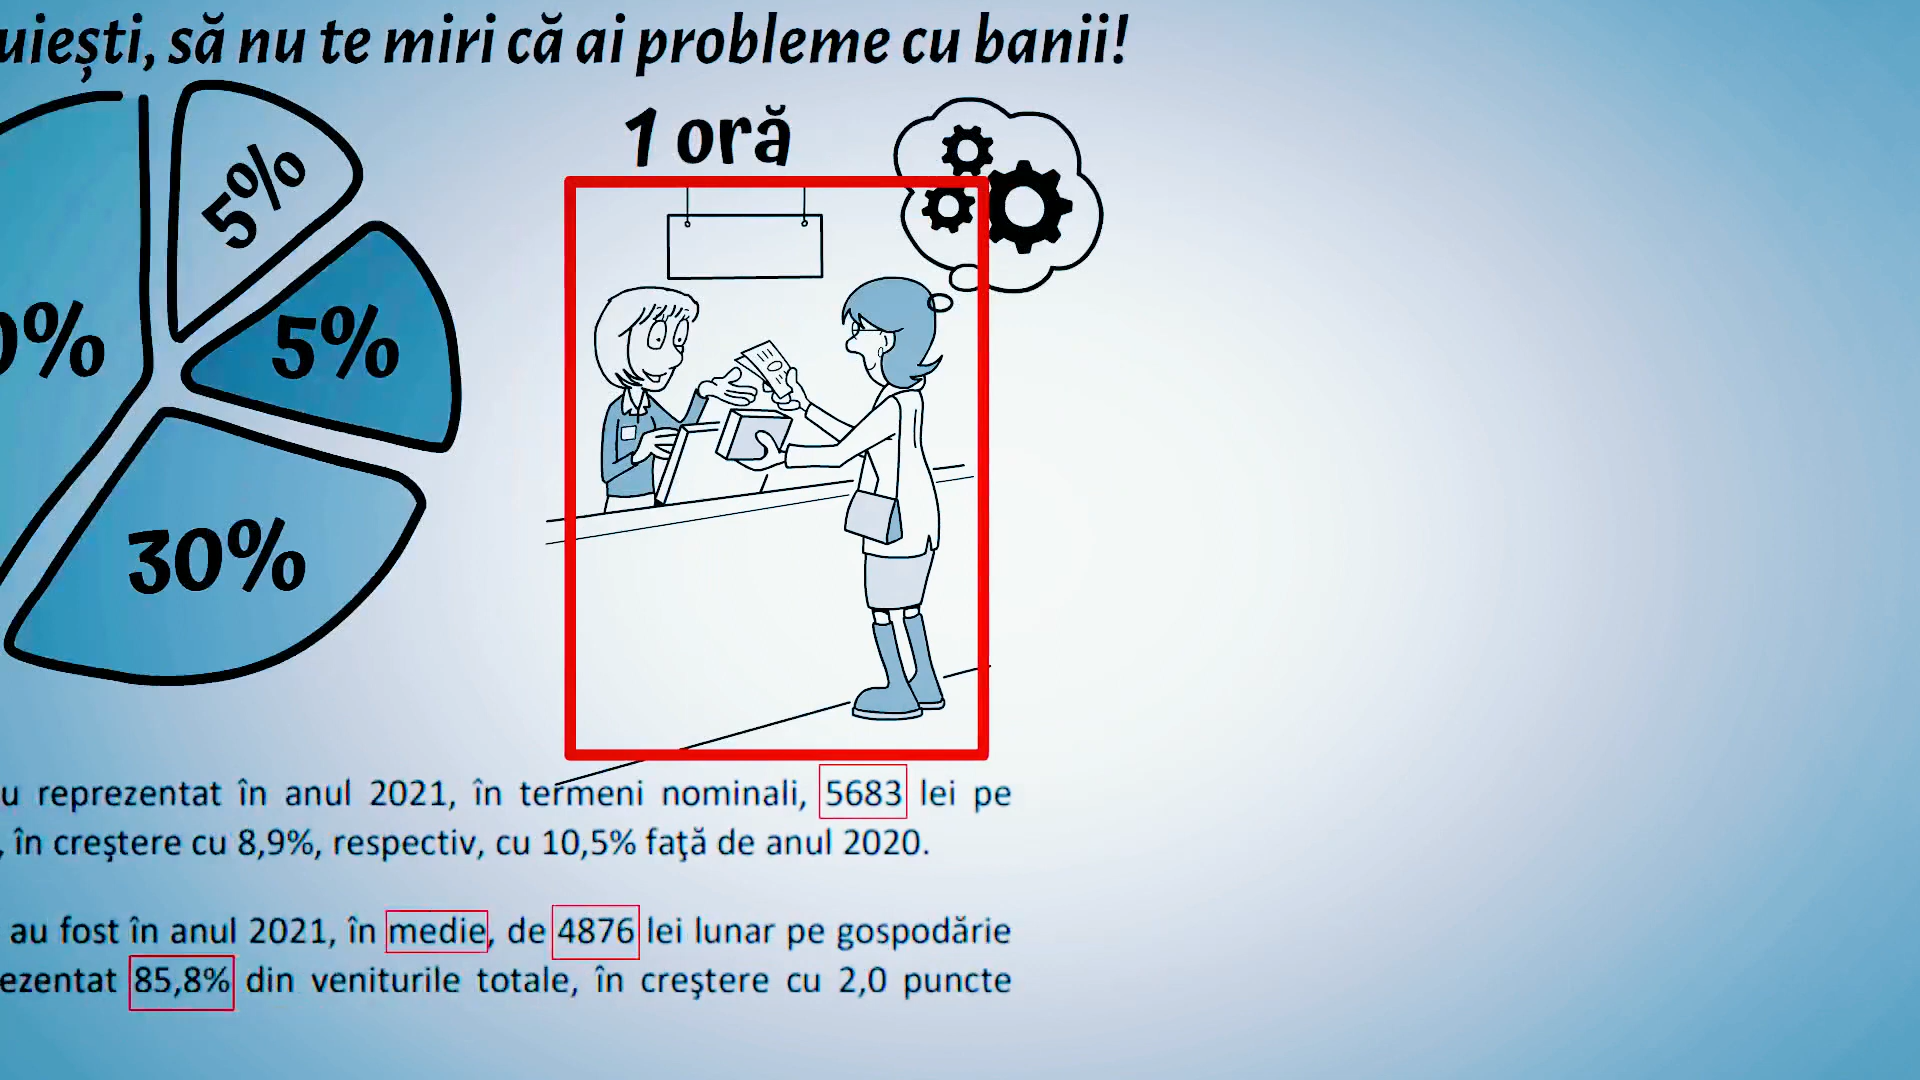 să nu te miri că ai probleme cu banii!
1 oră
5%
5%
30%
reprezentat în anul 2021, în termeni nominali, 5683 lei pe
în creştere cu 8,9%, respectiv, cu 10,5% faţă de anul 2020.
au fost în anul 2021, în medie, de 4876 lei lunar pe gospodărie
85,8% din veniturile totale, în creştere cu 2,0 puncte